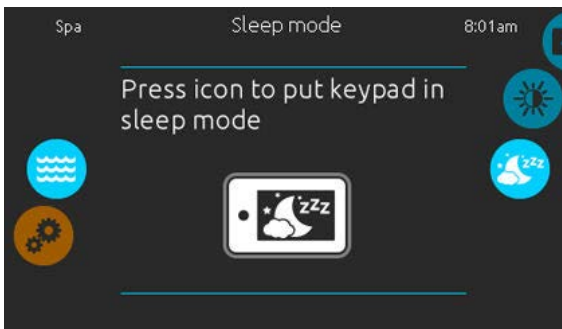 Spa Sleep mode 8:01am
Press icon to put keypad in
sleep mode
zzz
zzz